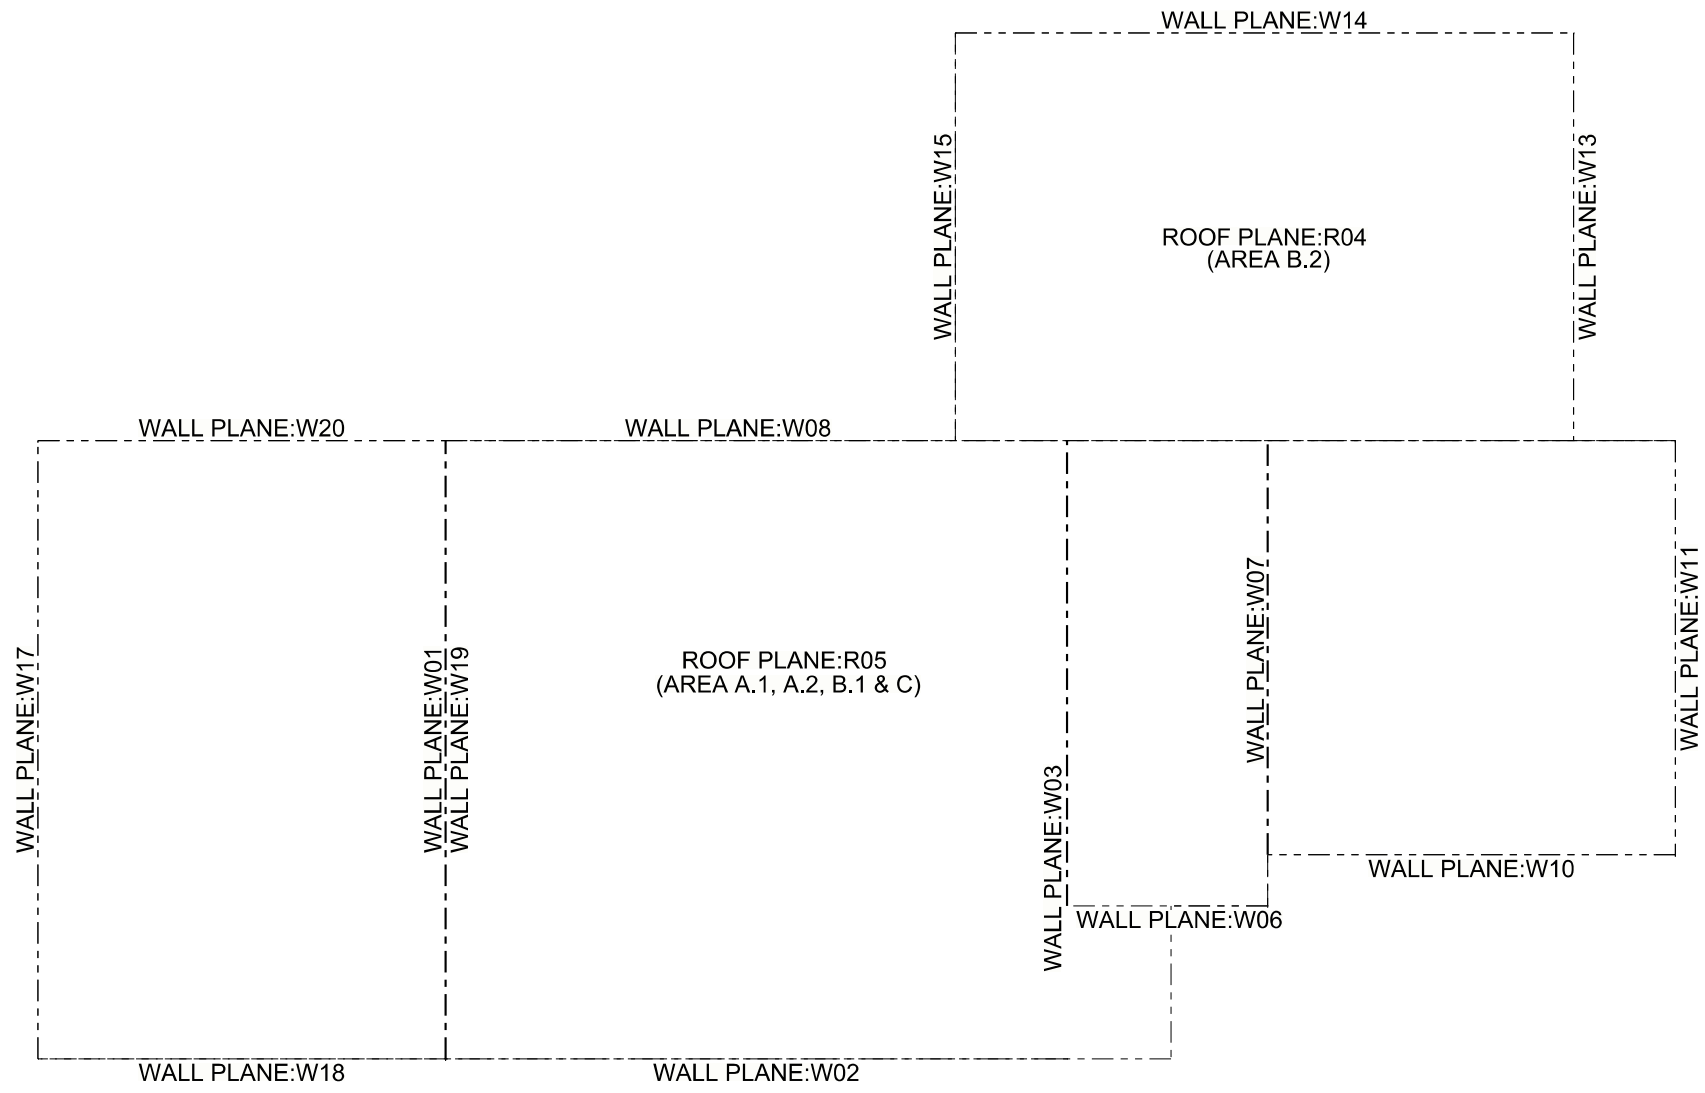 WALL PLANE:W14
WALL PLANE:W15
WALL PLANE:W13
ROOF PLANE:R04
(AREA B.2)
WALL PLANE:W20
WALL PLANE:W08
WALL PLANE:W17
WALL PLANE:W01
WALL PLANE:W19
ROOF PLANE:R05
(AREA A.1, A.2, B.1 & C)
WALL PLANE:W03
WALL PLANE:W07
WALL PLANE:W11
WALL PLANE:W10
WALL PLANE:W06
WALL PLANE:W18
WALL PLANE:W02